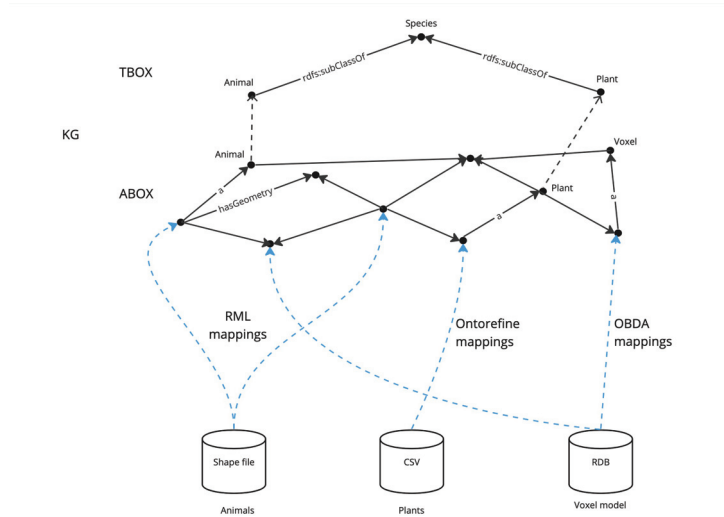 Species
TBOX
rdfs:subClassOf
rdfs:subClassOf
Animal
Plant
KG
Animal
Voxel
ABOX
a
hasGeometry
Plant
a
a
RML
mappings
Ontorefine
mappings
OBDA
mappings
Shape file
CSV
RDB
Animals
Plants
Voxel model